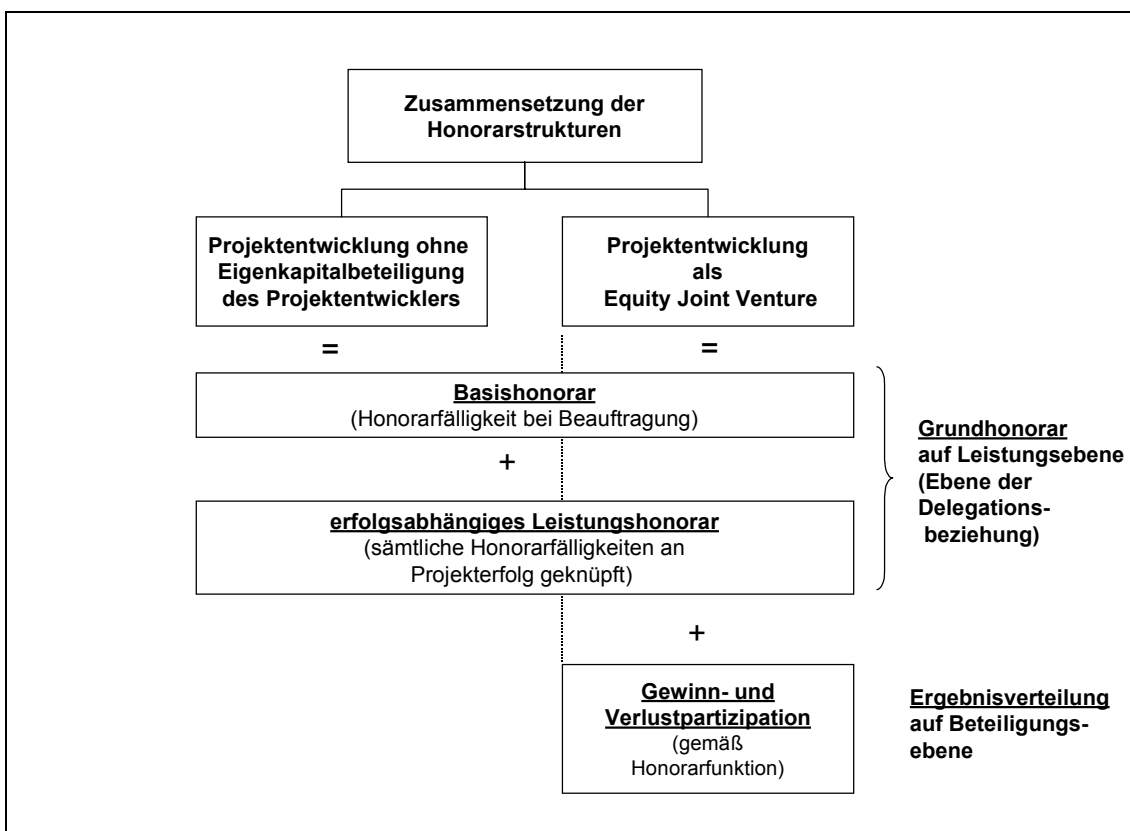 Zusammensetzung der
Honorarstrukturen
Projektentwicklung ohne
Eigenkapitalbeteiligung
des Projektentwicklers
Projektentwicklung
als
Equity Joint Venture
=
=
Basishonorar
(Honorarfälligkeit bei Beauftragung)
+
erfolgsabhängiges Leistungshonorar
(sämtliche Honorarfälligkeiten an
Projekterfolg geknüpft)
Grundhonorar
auf Leistungsebene
(Ebene der
Delegations-
beziehung)
+
Gewinn- und
Verlustpartizipation
(gemäß
Honorarfunktion)
Ergebnisverteilung
auf Beteiligungs-
ebene